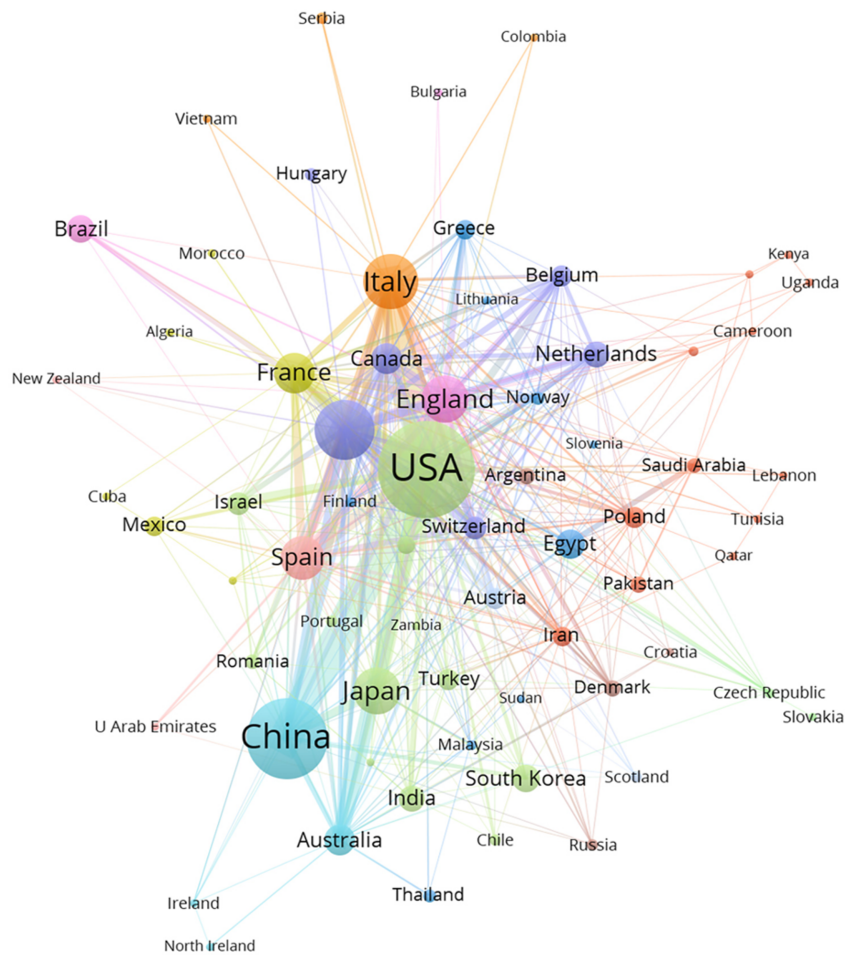 Serbia
Colombia
Bulgaria
Vietnam
Hungary
Brazil
Greece
Morocco
Kenya
Italy
Belgium
Uganda
Lithuania
Algeria
Cameroon
Canada
Netherlands
France
New Zealand
England
Norway
Slovenia
USA
Saudi Arabia
Argentina
Lebanon
Cuba
Israel
Finland
Mexico
Switzerland
Poland
Tunisia
Egypt
Spain
Qatar
Pakistan
Austria
Portugal
Zambia
Iran
Croatia
Romania
Turkey
Japan
Denmark
Czech Republic
Sudan
Slovakia
U Arab Emirates
China
Malaysia
South Korea
Scotland
India
Australia
Chile
Russia
Thailand
Ireland
North Ireland